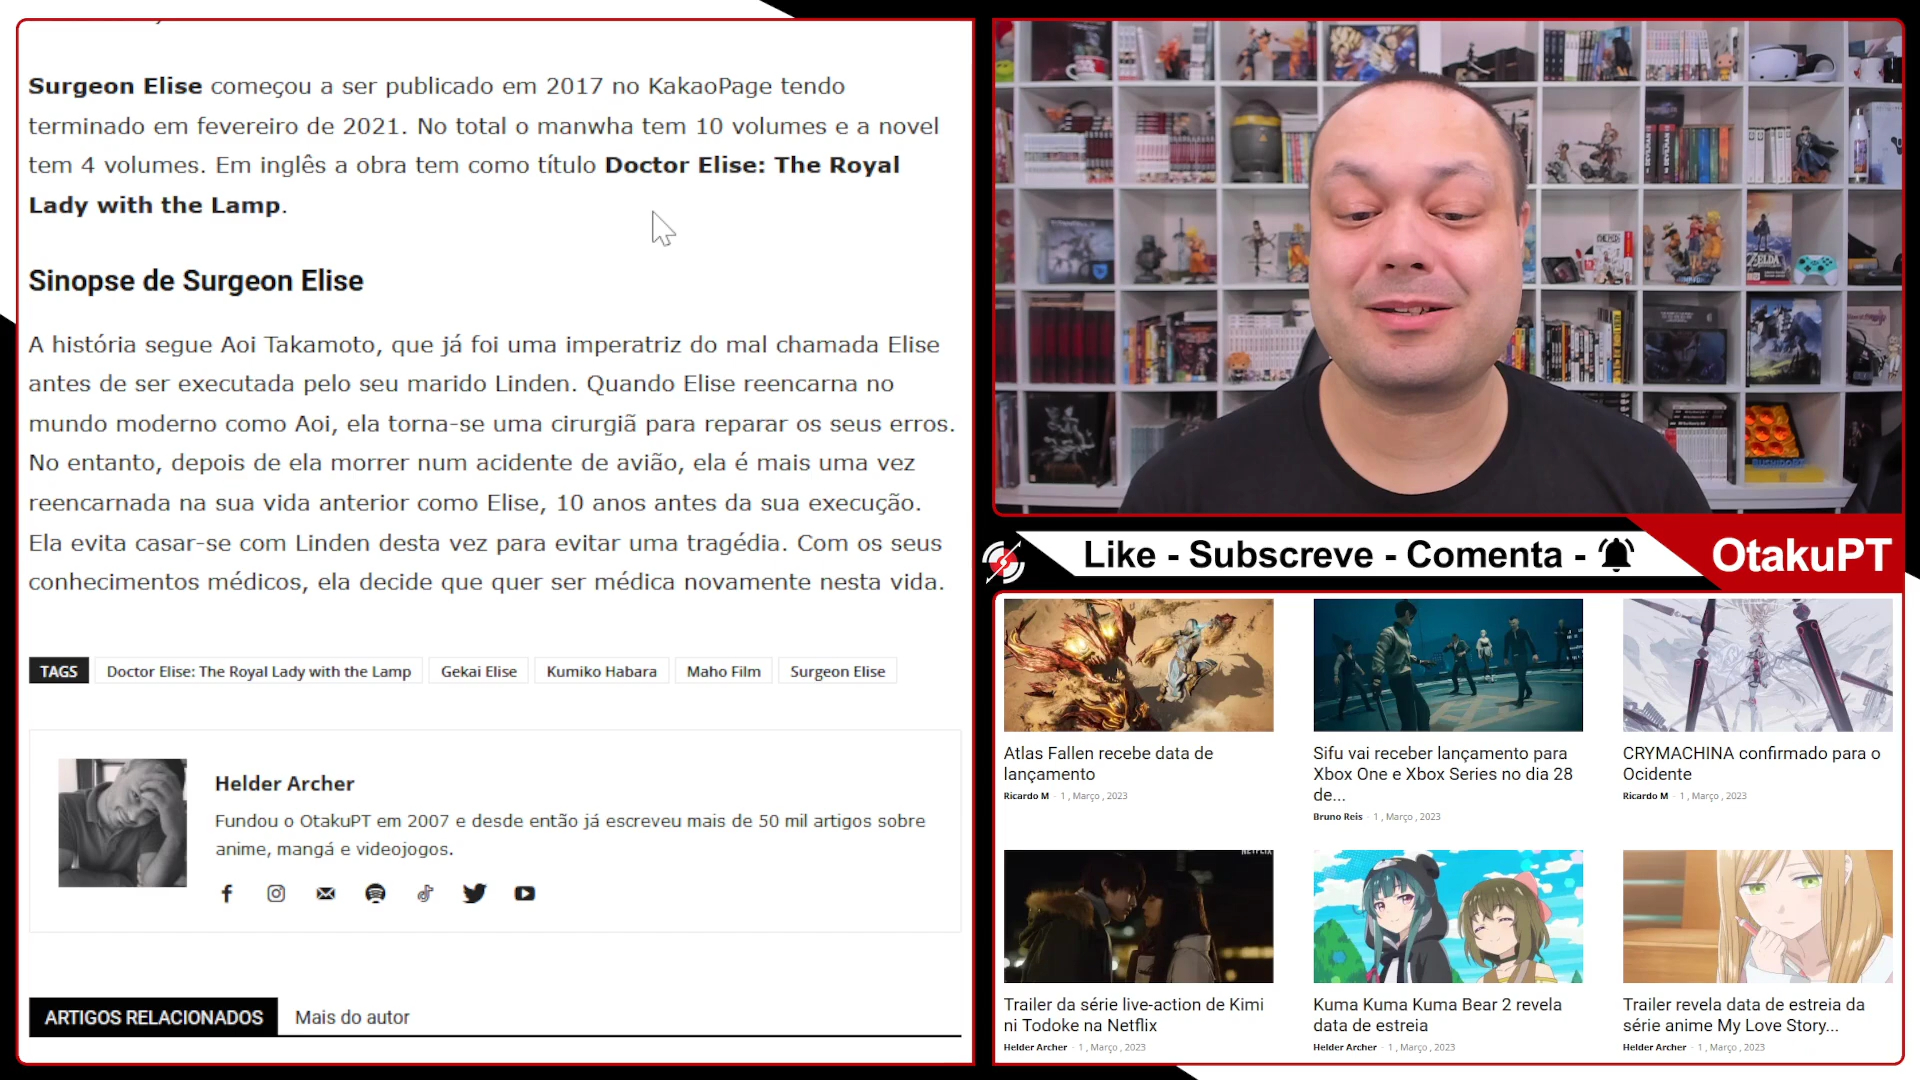 Surgeon Elise começou a ser publicado em 2017 no KakaoPage tendo
terminado em fevereiro de 2021. No total o manwha tem 10 volumes e a novel
tem 4 volumes. Em inglês a obra tem como título Doctor Elise: The Royal
Lady with the Lamp.
Sinopse de Surgeon Elise
A história segue Aoi Takamoto, que já foi uma imperatriz do mal chamada Elise
antes de ser executada pelo seu marido Linden. Quando Elise reencarna no
mundo moderno como Aoi, ela torna-se uma cirurgiã para reparar os seus erros.
No entanto, depois de ela morrer num acidente de avião, ela é mais uma vez
reencarnada na sua vida anterior como Elise, 10 anos antes da sua execução.
Ela evita casar-se com Linden desta vez para evitar uma tragédia. Com os seus
conhecimentos médicos, ela decide que quer ser médica novamente nesta vida.
TAGS Doctor Elise: The Royal Lady with the Lamp Gekai Elise Kumiko Habara Maho Film Surgeon Elise
Helder Archer
Fundou o OtakuPT em 2007 e desde então já escreveu mais de 50 mil artigos sobre
anime, mangá e videojogos.
ARTIGOS RELACIONADOS Mais do autor
ZELDA
Like - Subscreve - Comenta -
OtakuPT
Atlas Fallen recebe data de
lançamento
Ricardo M - 1 , Março , 2023
Sifu vai receber lançamento para
Xbox One e Xbox Series no dia 28
de...
Bruno Reis - 1 , Março , 2023
CRYMACHINA confirmado para o
Ocidente
Ricardo M - 1 , Março , 2023
NETFLIX
Trailer da série live-action de Kimi
ni Todoke na Netflix
Helder Archer - 1 , Março , 2023
Kuma Kuma Kuma Bear 2 revela
data de estreia
Helder Archer - 1 , Março , 2023
Trailer revela data de estreia da
série anime My Love Story...
Helder Archer - 1 , Março , 2023